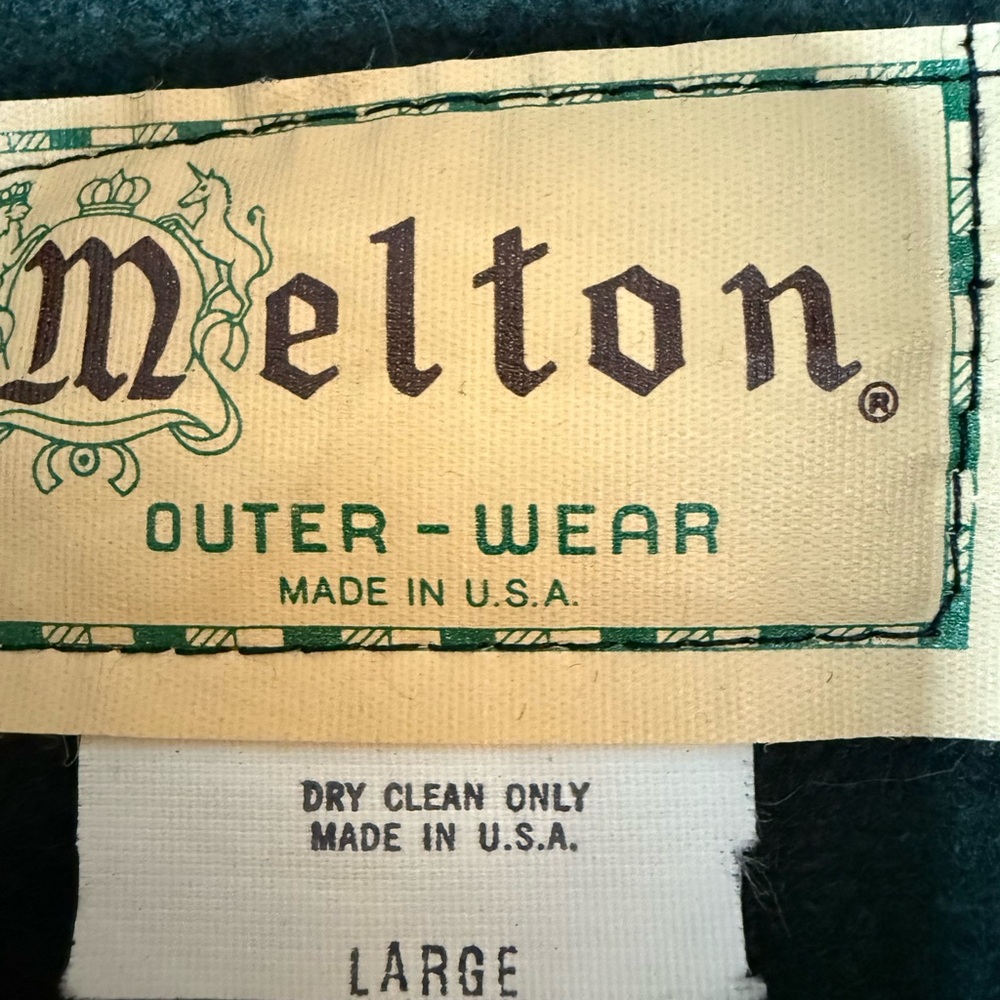 Melton®
OUTER-WEAR
MADE IN U.S.A.
DRY CLEAN ONLY
MADE IN U.S.A.
LARGE